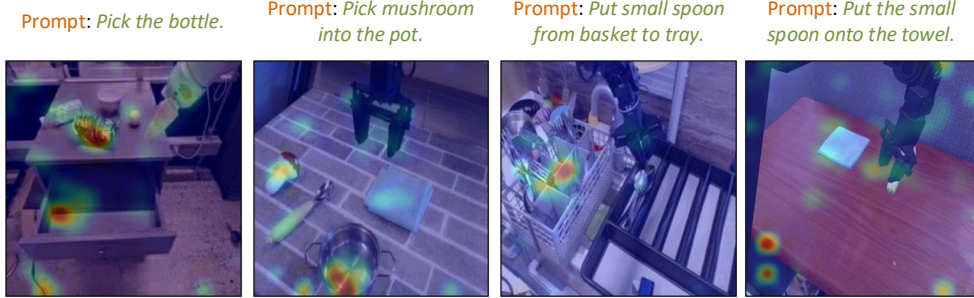 Prompt: Pick the bottle.
Prompt: Pick mushroom
into the pot.
Prompt: Put small spoon
from basket to tray.
Prompt: Put the small
spoon onto the towel.